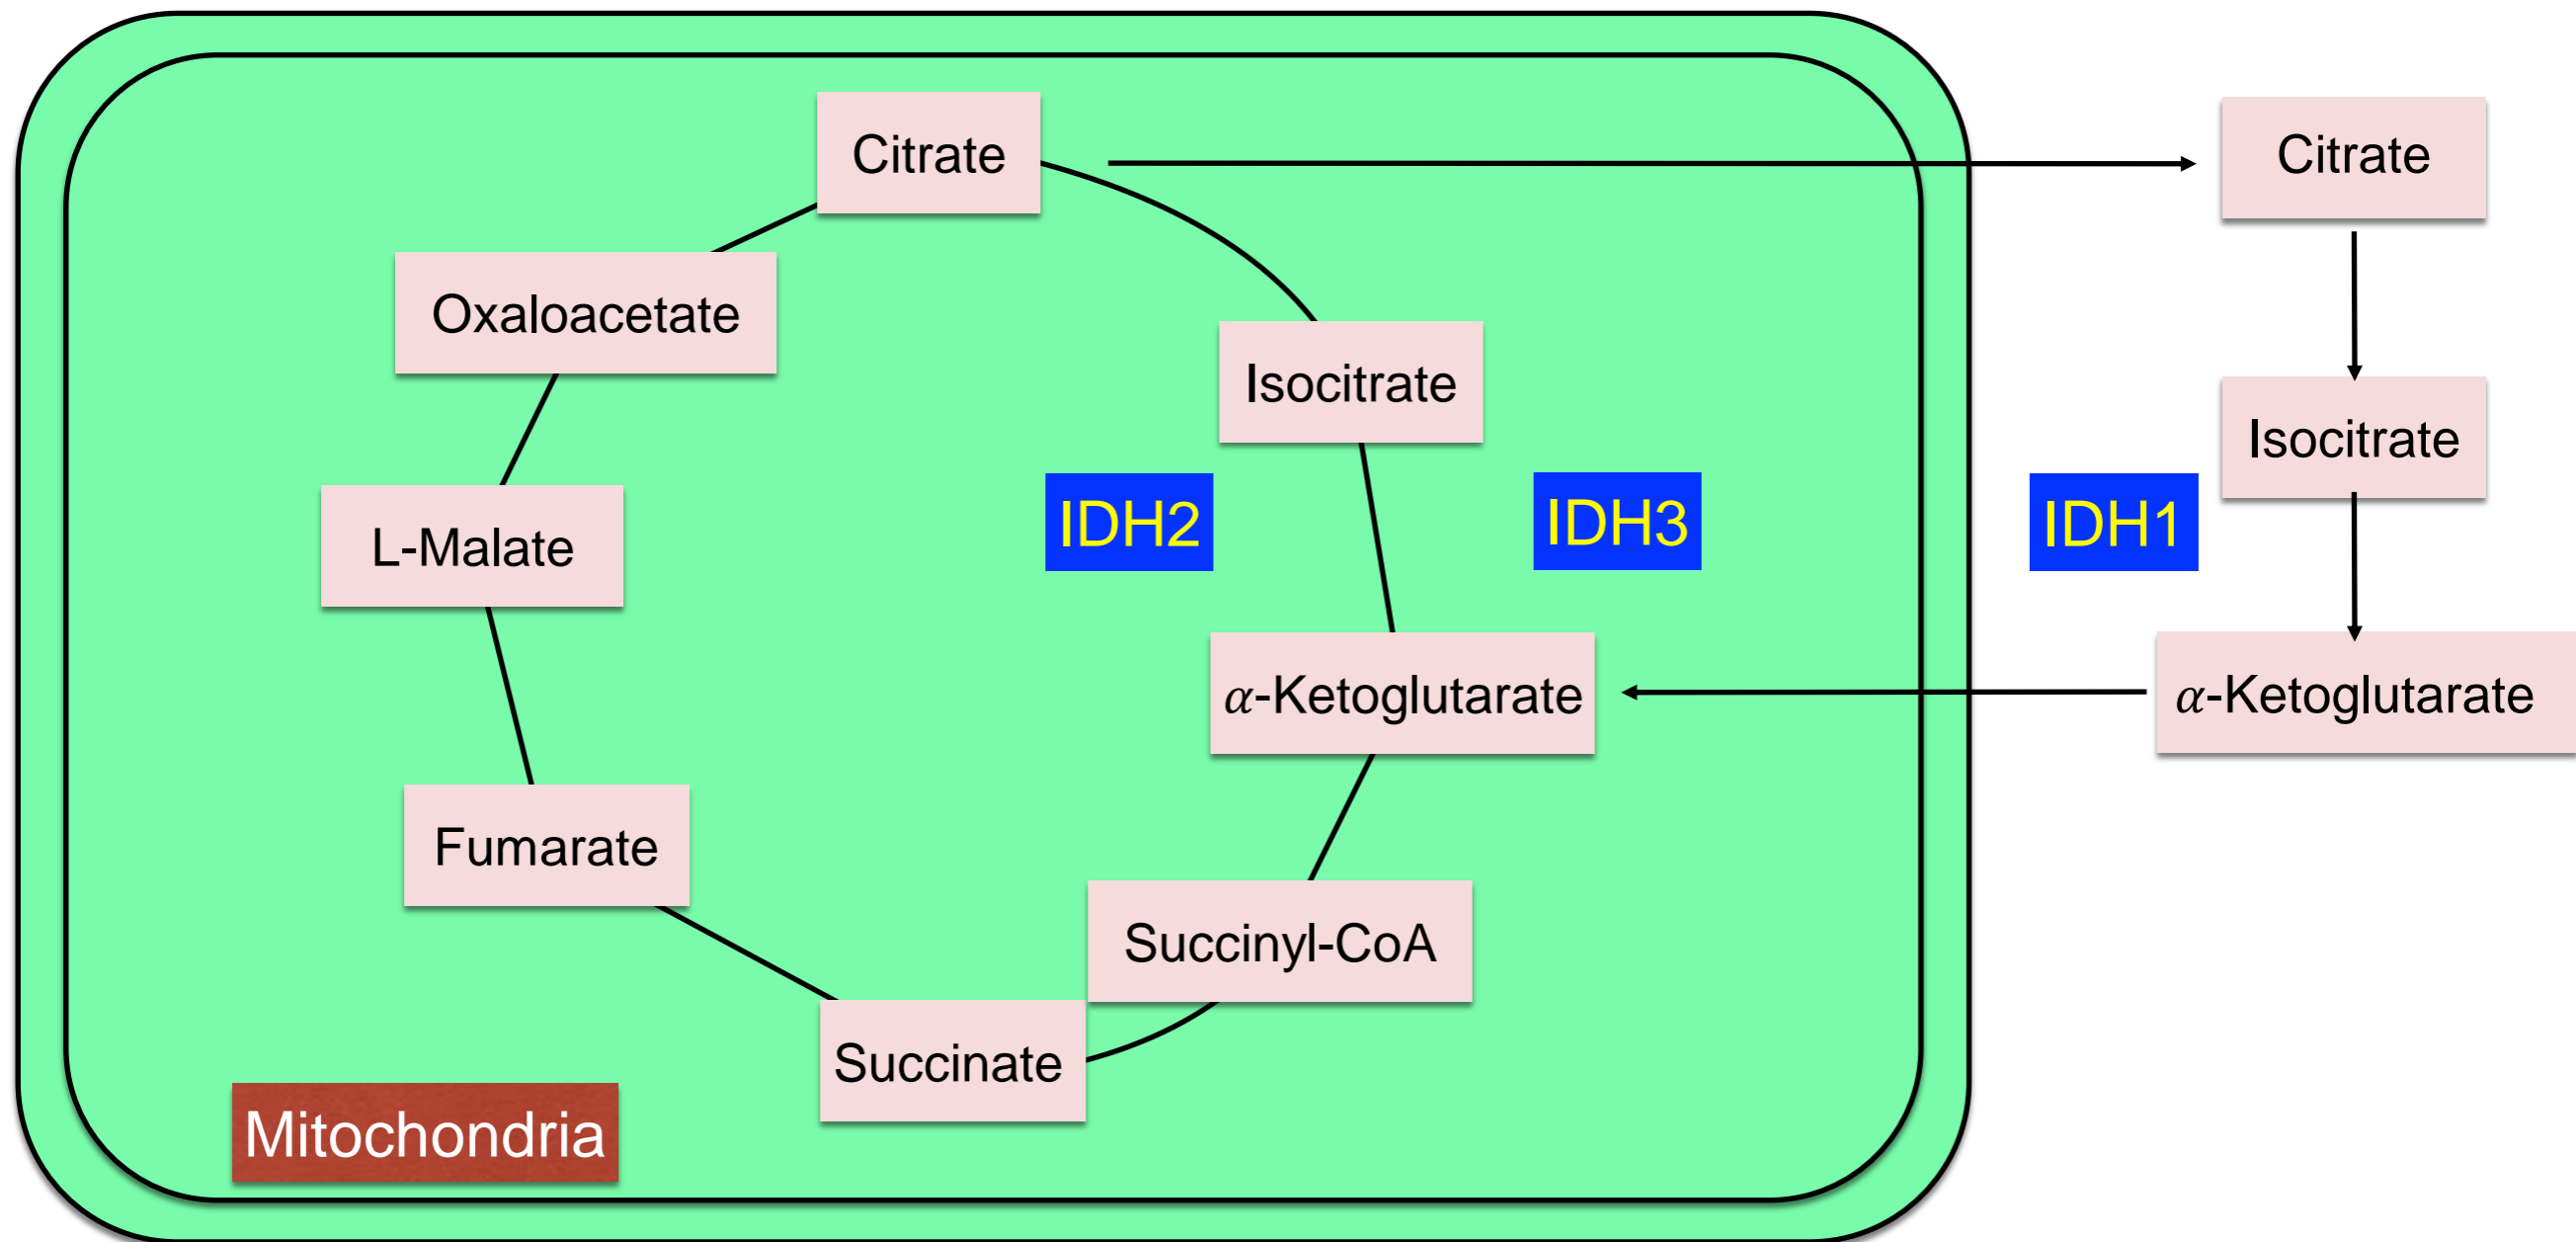 Citrate
Citrate
Oxaloacetate
Isocitrate
Isocitrate
IDH2
IDH3
IDH1
L-Malate
α-Ketoglutarate
α-Ketoglutarate
Fumarate
Succinyl-CoA
Succinate
Mitochondria